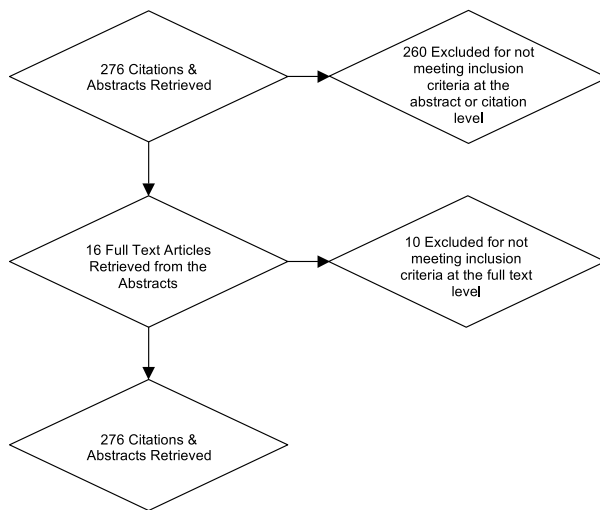 276 Citations &
Abstracts Retrieved
260 Excluded for not
meeting inclusion
criteria at the
abstract or citation
level
16 Full Text Articles
Retrieved from the
Abstracts
10 Excluded for not
meeting inclusion
criteria at the full text
level
276 Citations &
Abstracts Retrieved